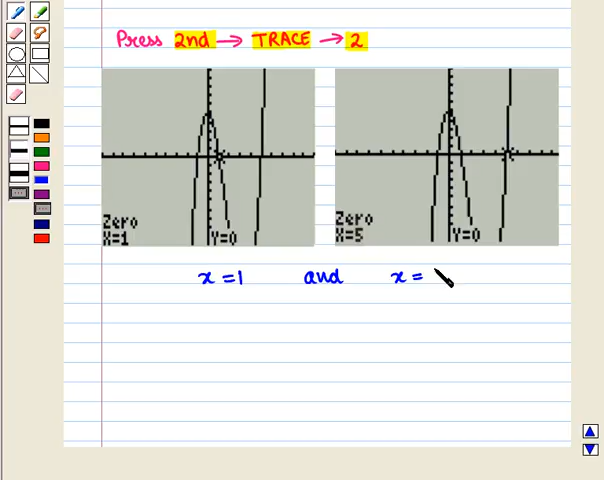 Press 2nd → TRACE → 2
Zero
X=1 Y=0
Zero
X=5 Y=0
x = 1 and x =